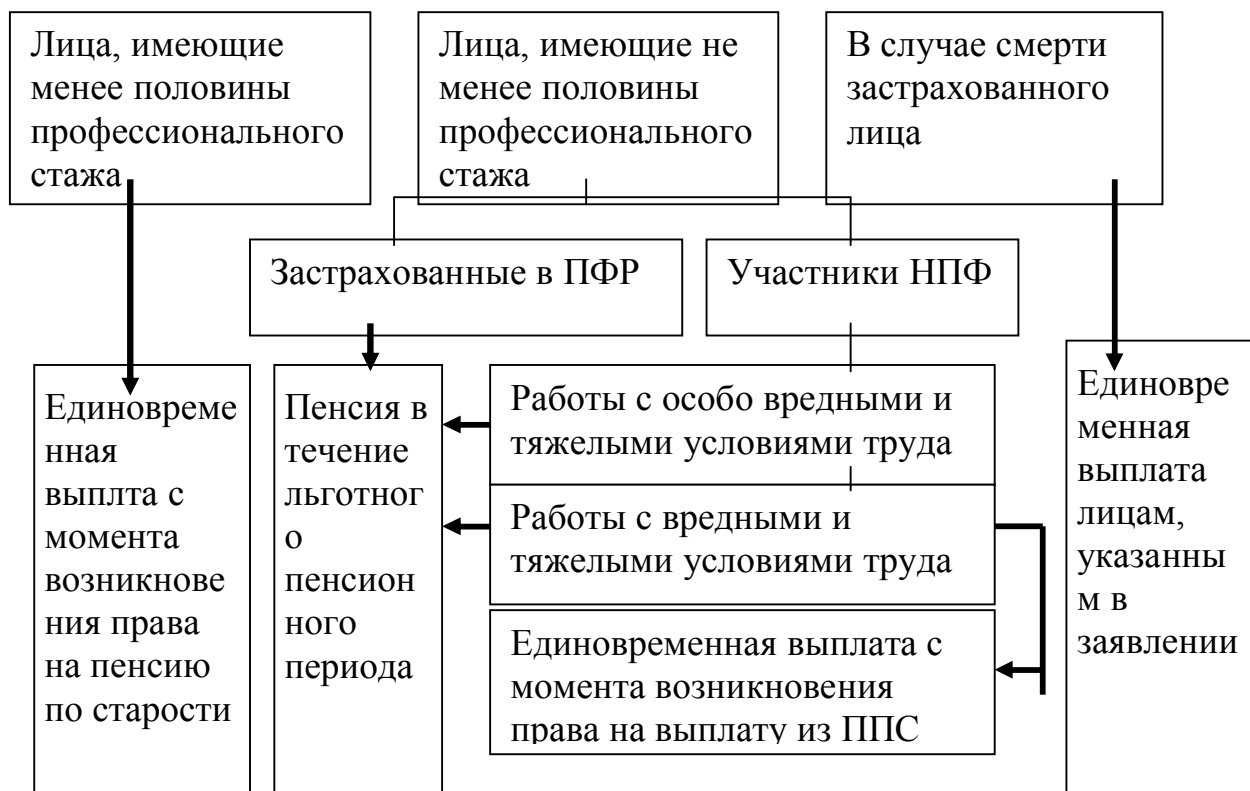 Лица, имеющие
менее половины
профессионального
стажа
Лица, имеющие не
менее половины
профессионального
стажа
В случае смерти
застрахованного
лица
Застрахованные в ПФР
Участники НПФ
Единовреме
нная
выплта с
момента
возникнове
ния права
на пенсию
по старости
Пенсия в
течение
льготног
о
пенсион
ного
периода
Работы с особо вредными и
тяжелыми условиями труда
Работы с вредными и
тяжелыми условиями труда
Единовременная выплата с
момента возникновения
права на выплату из ППС
Единовре
менная
выплата
лицам,
указанны
м в
заявлении